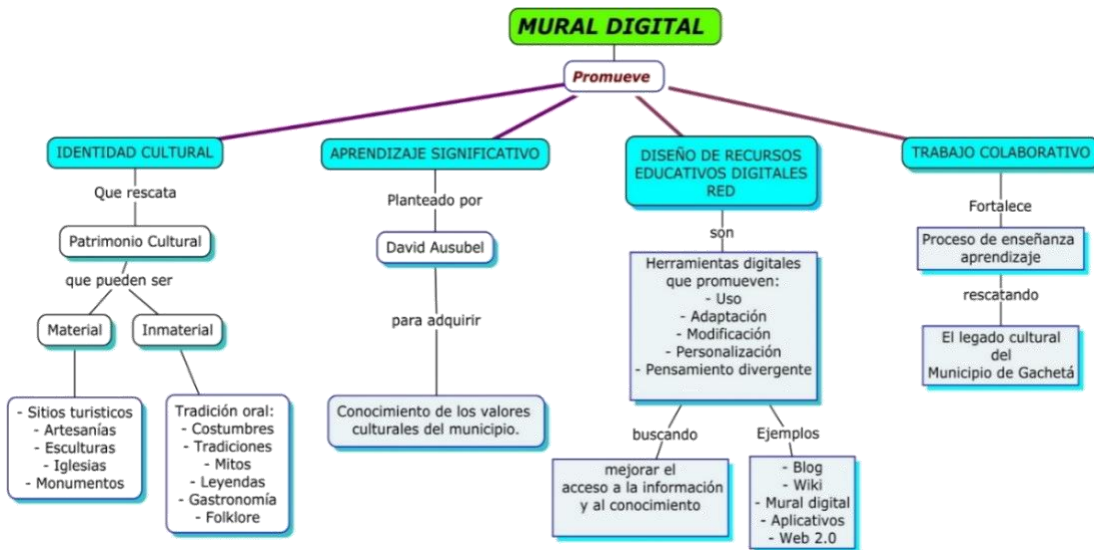 MURAL DIGITAL
Promueve
IDENTIDAD CULTURAL
Que rescata
Patrimonio Cultural
que pueden ser
Material
Inmaterial
- Sitios turisticos
- Artesanías
- Esculturas
- Iglesias
- Monumentos
Tradición oral:
- Costumbres
- Tradiciones
- Mitos
- Leyendas
- Gastronomía
- Folklore
APRENDIZAJE SIGNIFICATIVO
Planteado por
David Ausubel
para adquirir
Conocimiento de los valores
culturales del municipio.
DISEÑO DE RECURSOS
EDUCATIVOS DIGITALES
RED
son
Herramientas digitales
que promueven:
- Uso
- Adaptación
- Modificación
- Personalización
- Pensamiento divergente
buscando
mejorar el
acceso a la información
y al conocimiento
Ejemplos
- Blog
- Wiki
- Mural digital
- Aplicativos
- Web 2.0
TRABAJO COLABORATIVO
Fortalece
Proceso de enseñanza
aprendizaje
rescatando
El legado cultural
del
Municipio de Gachetá